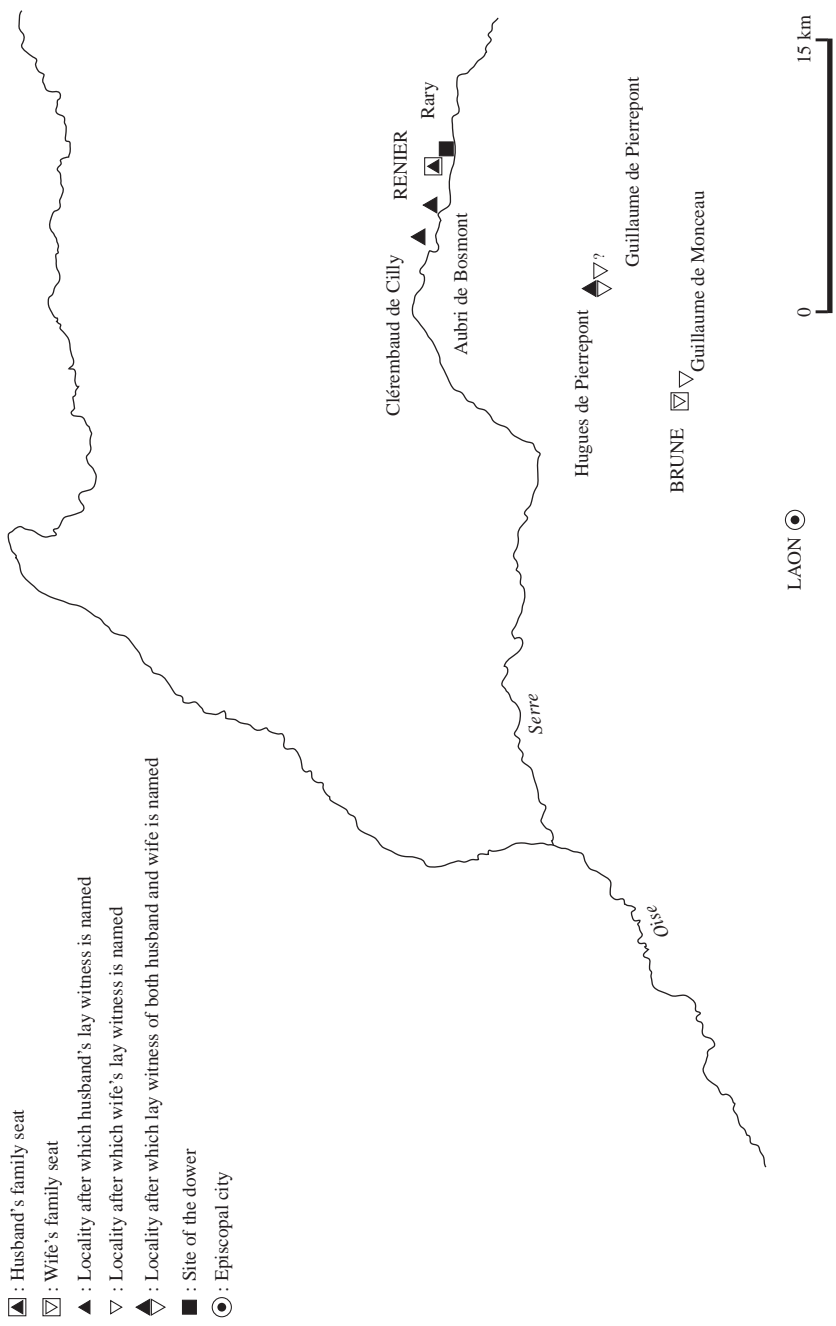 : Husband's family seat
: Wife's family seat
: Locality after which husband's lay witness is named
: Locality after which wife's lay witness is named
: Locality after which lay witness of both husband and wife is named
: Site of the dower
: Episcopal city
Oise
Serre
Clérembaud de Cilly
RENIER
Rary
Aubri de Bosmont
Hugues de Pierrepont
?
Guillaume de Pierrepont
BRUNE
Guillaume de Monceau
LAON
0
15 km